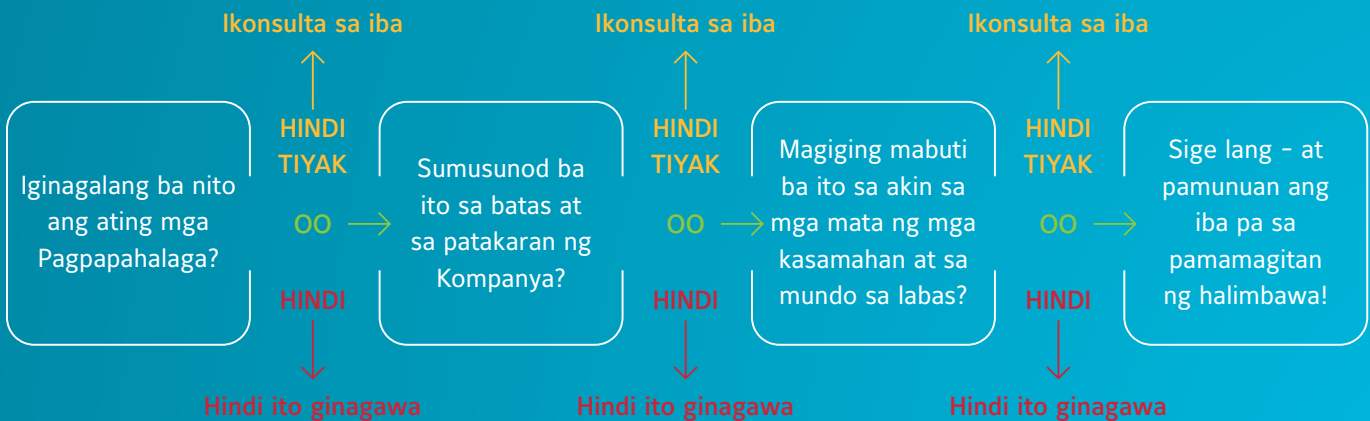 Ikonsulta sa iba
Ikonsulta sa iba
Ikonsulta sa iba
Iginagalang ba nito
ang ating mga
Pagpapahalaga?
HINDI
TIYAK
OO
HINDI
Sumusunod ba
ito sa batas at
sa patakaran ng
Kompanya?
HINDI
TIYAK
OO
HINDI
Magiging mabuti
ba ito sa akin sa
mga mata ng mga
kasamahan at sa
mundo sa labas?
HINDI
TIYAK
OO
HINDI
Sige lang - at
pamunuan ang
iba pa sa
pamamagitan
ng halimbawa!
Hindi ito ginagawa
Hindi ito ginagawa
Hindi ito ginagawa